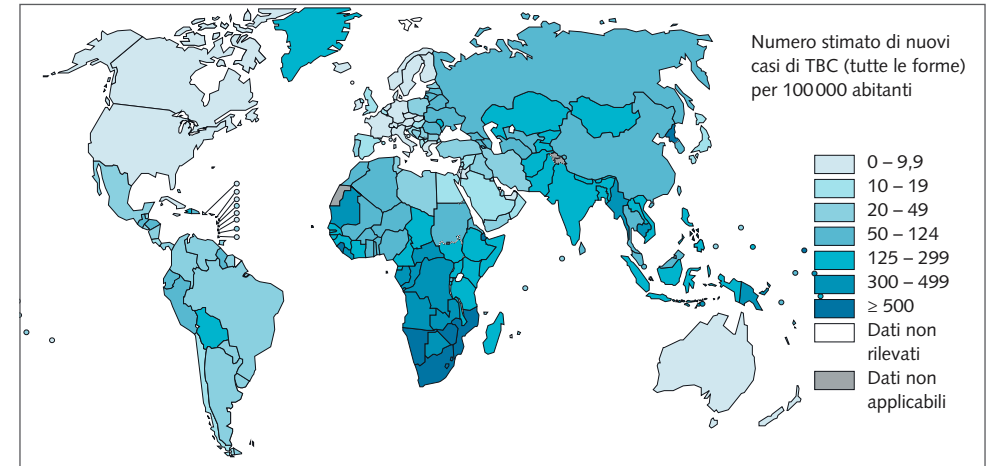 Numero stimato di nuovi
casi di TBC (tutte le forme)
per 100 000 abitanti
0 – 9,9
10 – 19
20 – 49
50 – 124
125 – 299
300 – 499
≥ 500
Dati non
rilevati
Dati non
applicabili